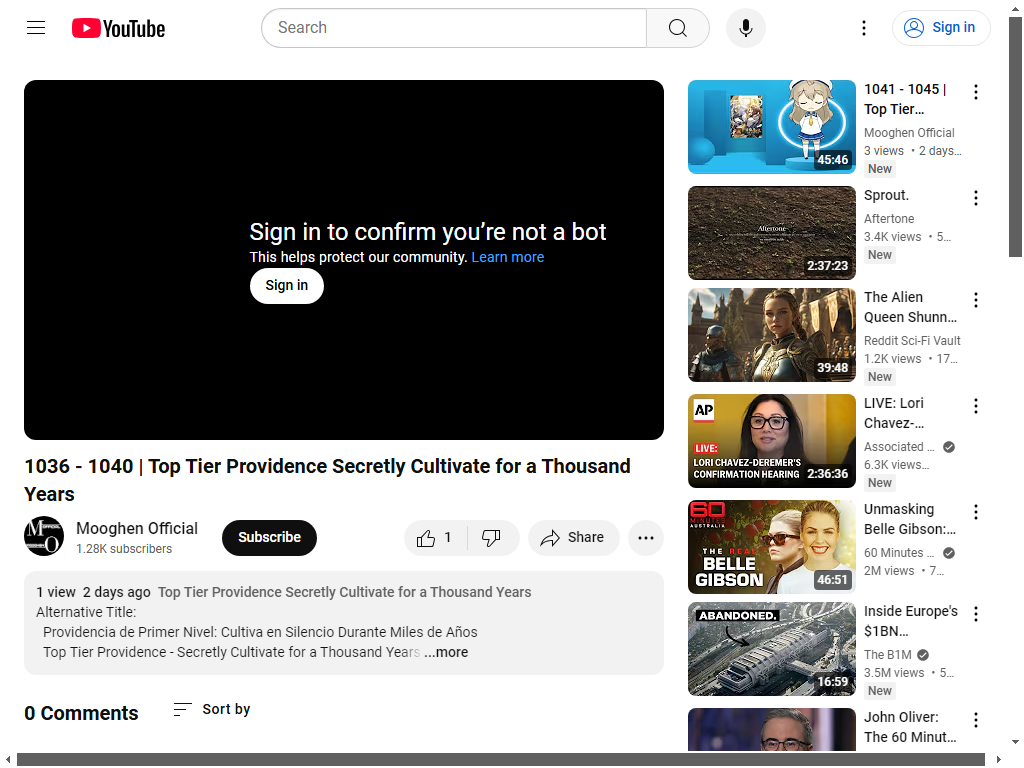 YouTube
Search
Sign in
Sign in to confirm you're not a bot
This helps protect our community. Learn more
Sign in
1036 - 1040 | Top Tier Providence Secretly Cultivate for a Thousand
Years
Mooghen Official
1.28K subscribers
Subscribe
1
Share
1 view 2 days ago Top Tier Providence Secretly Cultivate for a Thousand Years
Alternative Title:
Providencia de Primer Nivel: Cultiva en Silencio Durante Miles de Años
Top Tier Providence - Secretly Cultivate for a Thousand Years ...more
0 Comments
Sort by
45:46
1041 - 1045 |
Top Tier...
Mooghen Official
3 views • 2 days...
New
Aftertone
2:37:23
Sprout.
Aftertone
3.4K views • 5...
New
39:48
The Alien
Queen Shunn...
Reddit Sci-Fi Vault
1.2K views • 17...
New
AP
LIVE:
LORI CHAVEZ-DEREMER'S
CONFIRMATION HEARING
2:36:36
LIVE: Lori
Chavez-...
Associated ...
6.3K views...
New
60
MINUTES
AUSTRALIA
THE REAL
BELLE
GIBSON
46:51
Unmasking
Belle Gibson:...
60 Minutes ...
2M views • 7...
ABANDONED.
16:59
Inside Europe's
$1BN...
The B1M
3.5M views • 5...
New
John Oliver:
The 60 Minut...